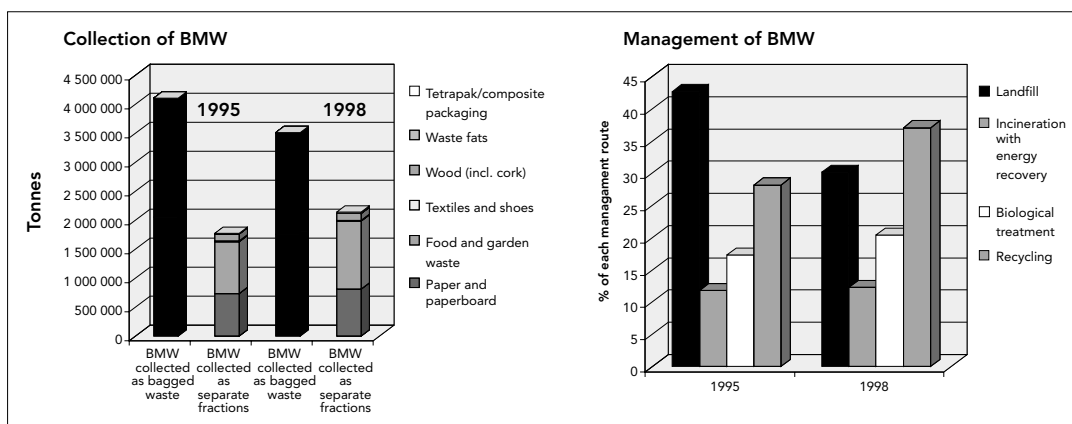 Collection of BMW
Tonnes
4 500 000
4 000 000
3 500 000
3 000 000
2 500 000
2 000 000
1 500 000
1 000 000
500 000
0
1995
1998
BMW
collected
as bagged
waste
BMW
collected
as
separate
fractions
BMW
collected
as bagged
waste
BMW
collected
as
separate
fractions
Tetrapak/composite
packaging
Waste fats
Wood (incl. cork)
Textiles and shoes
Food and garden
waste
Paper and
paperboard
Management of BMW
% of each managament route
45
40
35
30
25
20
15
10
5
0
1995
1998
Landfill
Incineration
with
energy
recovery
Biological
treatment
Recycling